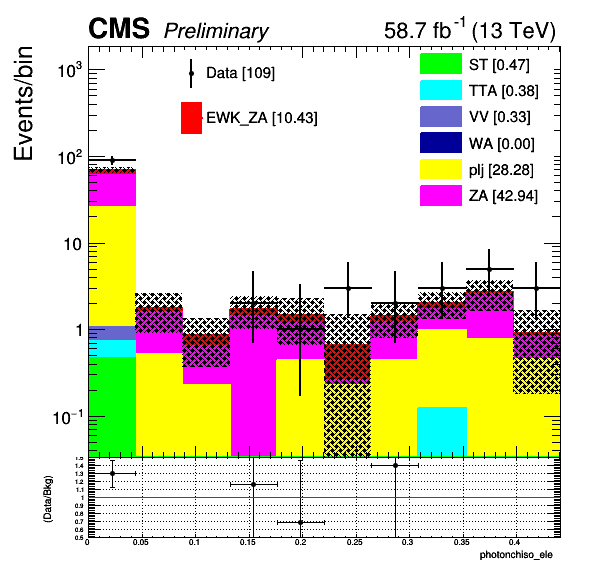 CMS Preliminary 58.7 fb⁻¹ (13 TeV)
Events/bin
Data [109]
EWK_ZA [10.43]
ST [0.47]
TTA [0.38]
VV [0.33]
WA [0.00]
plj [28.28]
ZA [42.94]
10³
10²
10
1
10⁻¹
(Data/Bkg)
1.5
1.4
1.3
1.2
1.1
1
0.9
0.8
0.7
0.6
0.5
0 0.05 0.1 0.15 0.2 0.25 0.3 0.35 0.4
photonchiso_ele